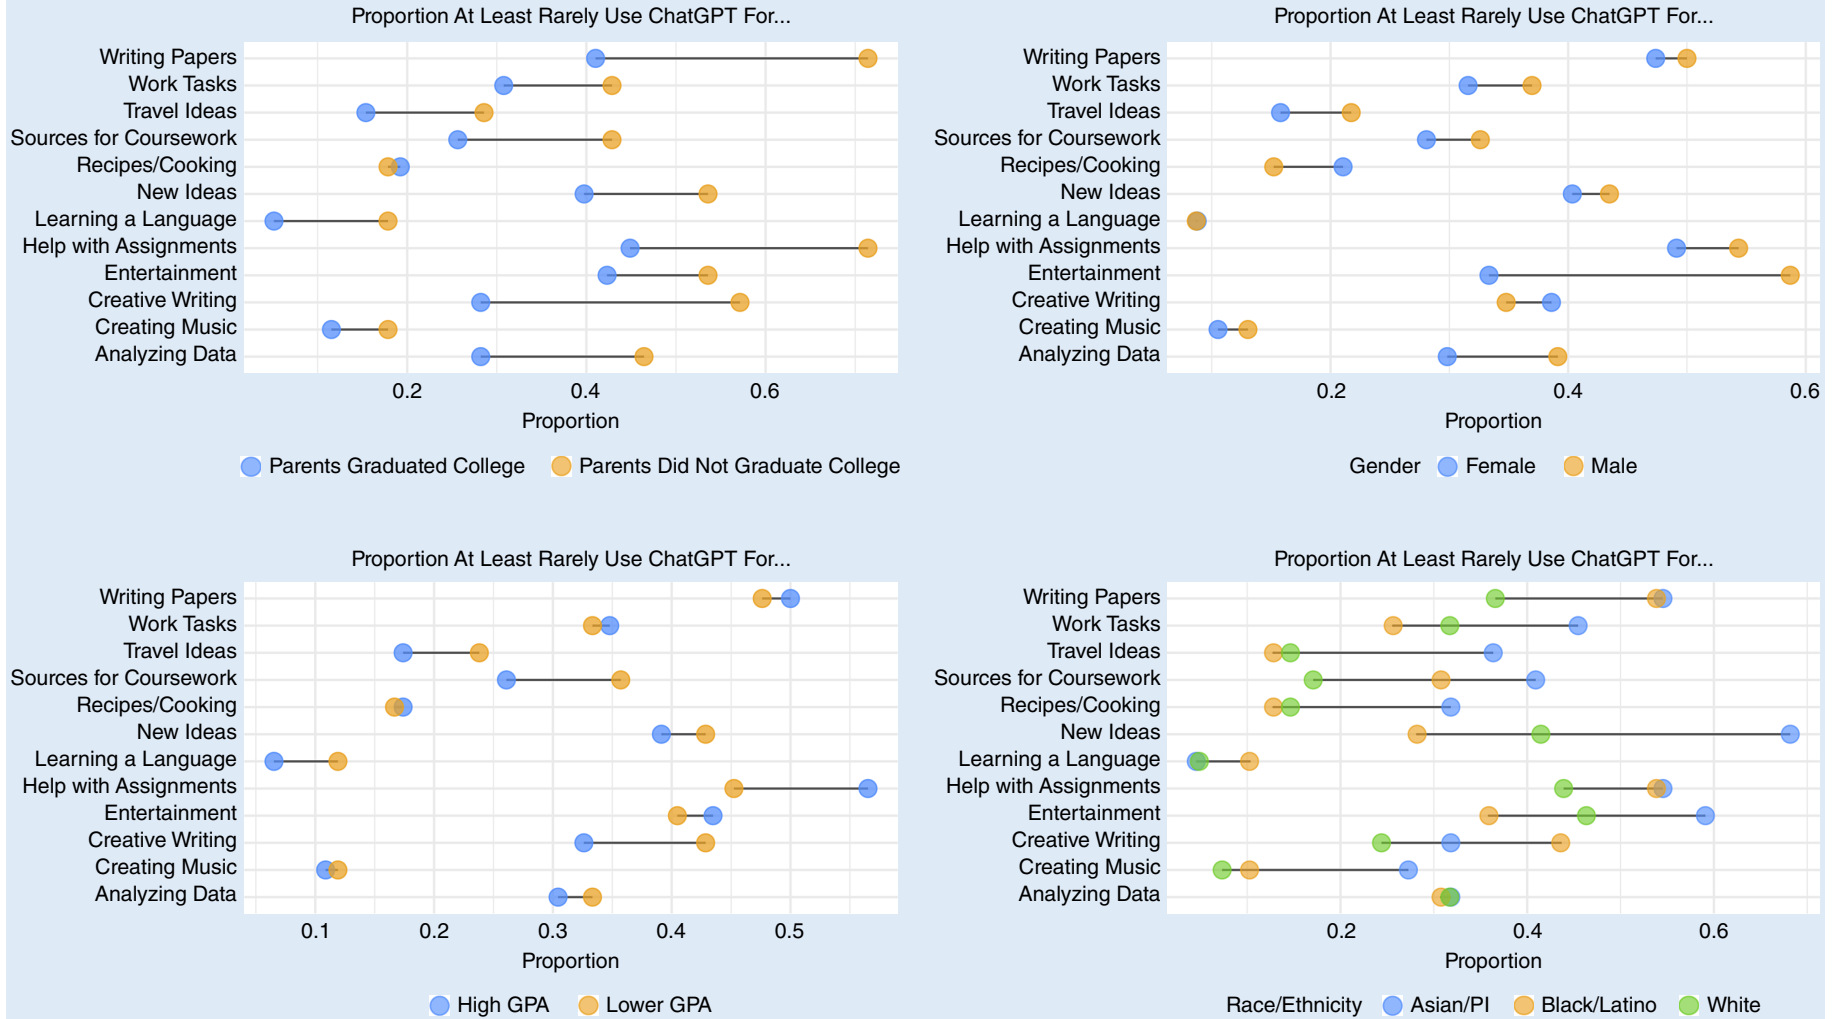 Proportion At Least Rarely Use ChatGPT For...
Writing Papers
Work Tasks
Travel Ideas
Sources for Coursework
Recipes/Cooking
New Ideas
Learning a Language
Help with Assignments
Entertainment
Creative Writing
Creating Music
Analyzing Data
0.2 0.4 0.6
Proportion
Parents Graduated College Parents Did Not Graduate College
Proportion At Least Rarely Use ChatGPT For...
Writing Papers
Work Tasks
Travel Ideas
Sources for Coursework
Recipes/Cooking
New Ideas
Learning a Language
Help with Assignments
Entertainment
Creative Writing
Creating Music
Analyzing Data
0.2 0.4 0.6
Proportion
Gender Female Male
Proportion At Least Rarely Use ChatGPT For...
Writing Papers
Work Tasks
Travel Ideas
Sources for Coursework
Recipes/Cooking
New Ideas
Learning a Language
Help with Assignments
Entertainment
Creative Writing
Creating Music
Analyzing Data
0.1 0.2 0.3 0.4 0.5
Proportion
High GPA Lower GPA
Proportion At Least Rarely Use ChatGPT For...
Writing Papers
Work Tasks
Travel Ideas
Sources for Coursework
Recipes/Cooking
New Ideas
Learning a Language
Help with Assignments
Entertainment
Creative Writing
Creating Music
Analyzing Data
0.2 0.4 0.6
Proportion
Race/Ethnicity Asian/PI Black/Latino White